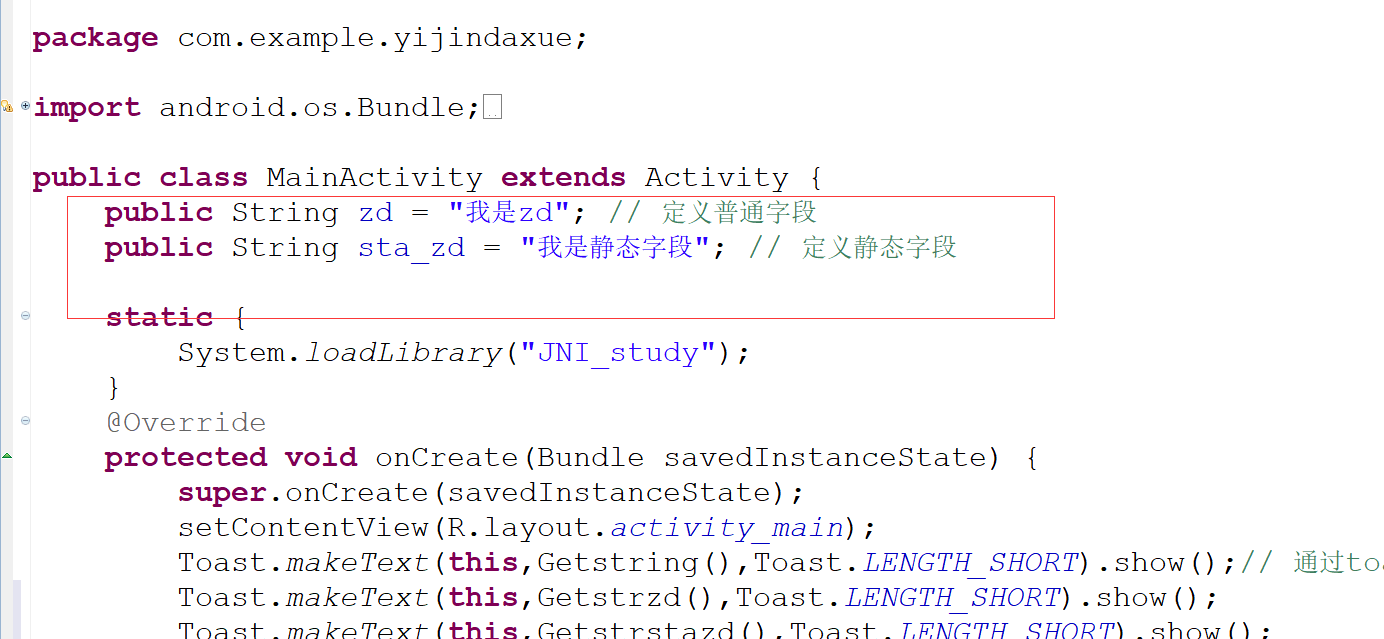 package com.example.yijindaxue;
import android.os.Bundle;
public class MainActivity extends Activity {
public String zd = "我是zd"; // 定义普通字段
public String sta_zd = "我是静态字段"; // 定义静态字段
static {
System.loadLibrary("JNI_study");
}
@Override
protected void onCreate(Bundle savedInstanceState) {
super.onCreate(savedInstanceState);
setContentView(R.layout.activity_main);
Toast.makeText(this,Getstring(),Toast.LENGTH_SHORT).show();// 通过toa
Toast.makeText(this,Getstrzd(),Toast.LENGTH_SHORT).show();
Toast.makeText(this,Getstrstazd(),Toast.LENGTH_SHORT).show();